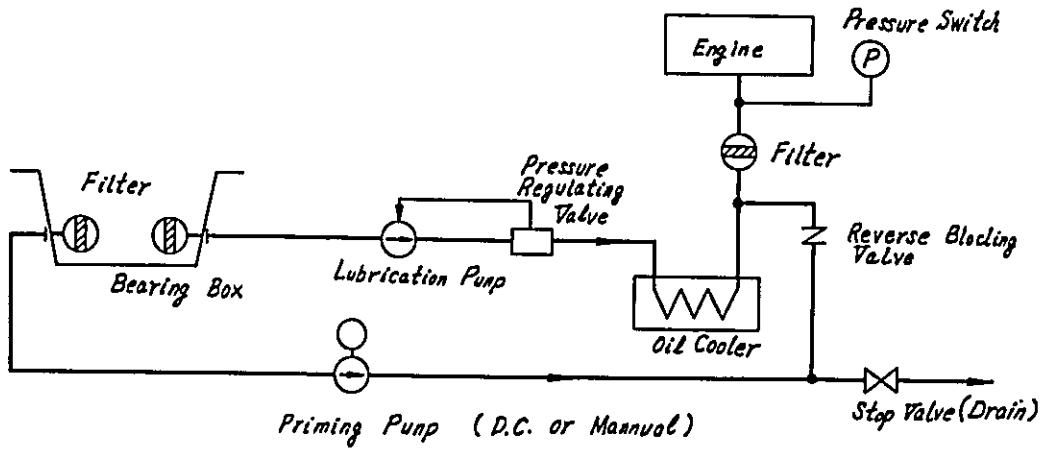 Pressure Switch
Engine
P
Filter
Filter
Pressure
Regulating
Valve
Reverse Blocling
Valve
Lubrication Punp
Bearing Box
Oil Cooler
Stop Valve (Drain)
Priming Punp (D.C. or Mannual)